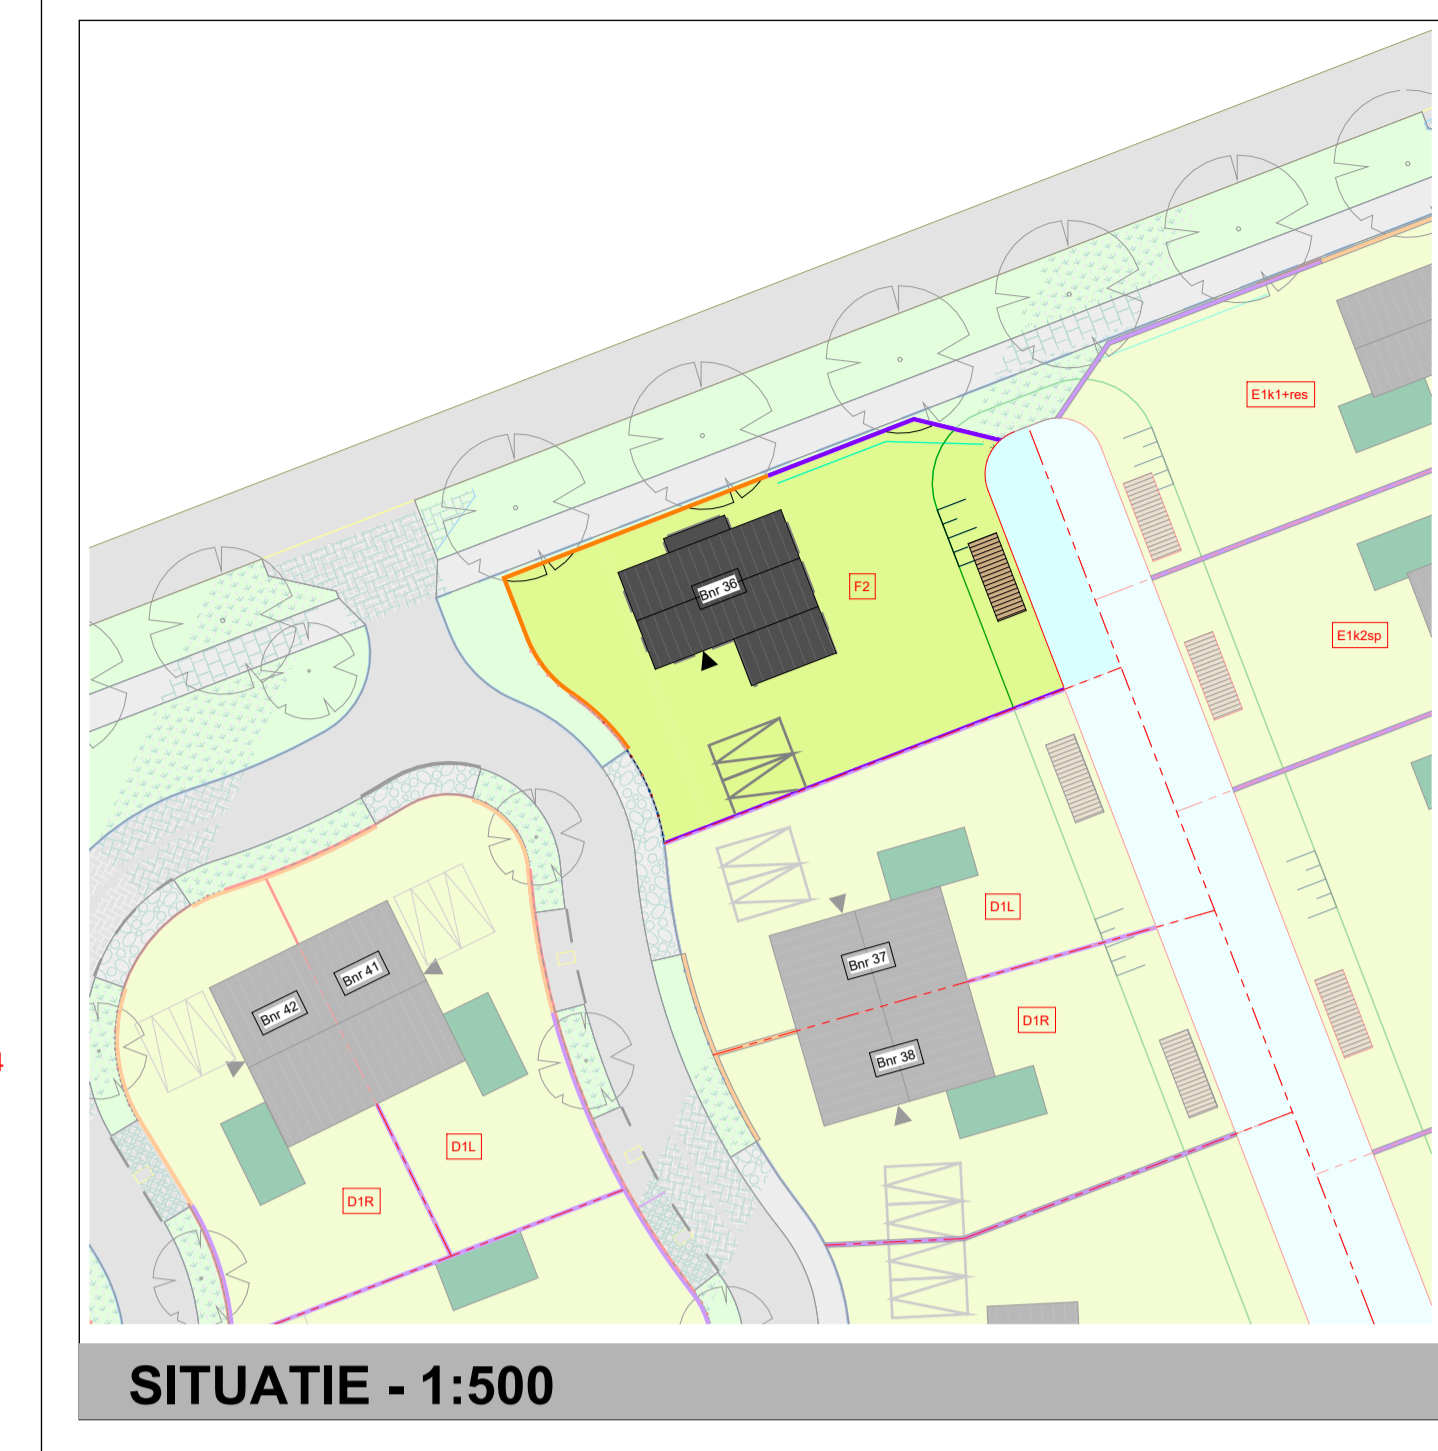 E1k1+res
Bnr 36
F2
E1k2sp
D1L
Bnr 37
Bnr 41
Bnr 42
D1R
Bnr 38
4
D1L
D1R
SITUATIE - 1:500